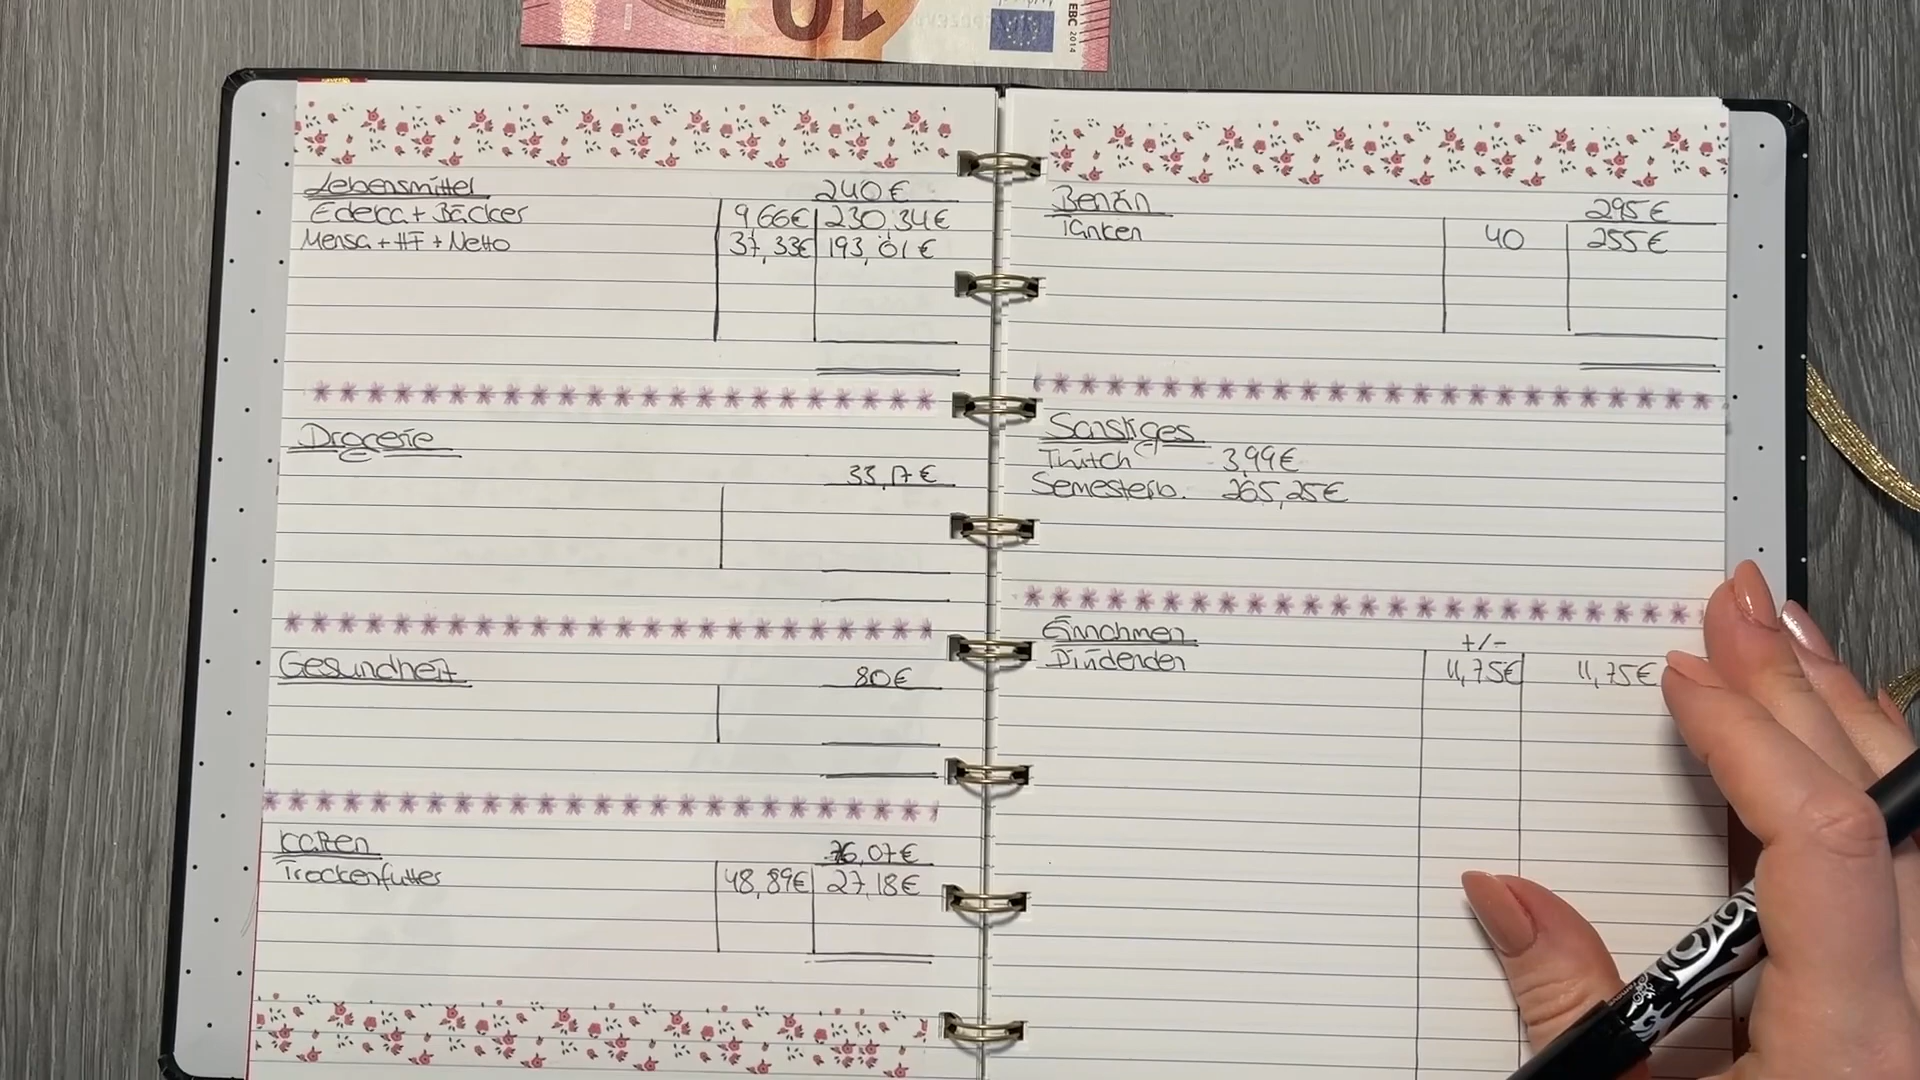 10
EBC 2014
Lebensmittel 240€
Edeka + Bäcker 9,66€ 230,34€
Mensa + HF + Netto 37,33€ 193,01€
Drogerie
33,17€
Gesundheit 80€
Katzen 76,07€
Trockenfutter 48,89€ 27,18€
Benzin 295€
Tanken 40 255€
Sonstiges
Twitch 3,99€
Semesterb. 265,25€
Einnahmen +/-
Dividenden 11,75€ 11,75€